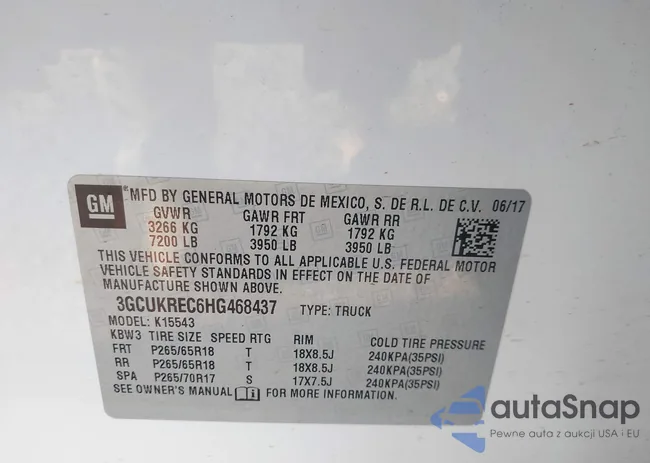 GM MFD BY GENERAL MOTORS DE MEXICO, S. DE R.L. DE C.V. 06/17
GVWR GAWR FRT GAWR RR
3266 KG 1792 KG 1792 KG
7200 LB 3950 LB 3950 LB
THIS VEHICLE CONFORMS TO ALL APPLICABLE U.S. FEDERAL MOTOR
VEHICLE SAFETY STANDARDS IN EFFECT ON THE DATE OF
MANUFACTURE SHOWN ABOVE.
3GCUKREC6HG468437 TYPE: TRUCK
MODEL: K15543
KBW3 TIRE SIZE SPEED RTG RIM COLD TIRE PRESSURE
FRT P265/65R18 T 18X8.5J 240KPA(35PSI)
RR P265/65R18 T 18X8.5J 240KPA(35PSI)
SPA P265/70R17 S 17X7.5J 240KPA(35PSI)
SEE OWNER'S MANUAL FOR MORE INFORMATION.
autaSnap
Pewne auta z aukcji USA i EU